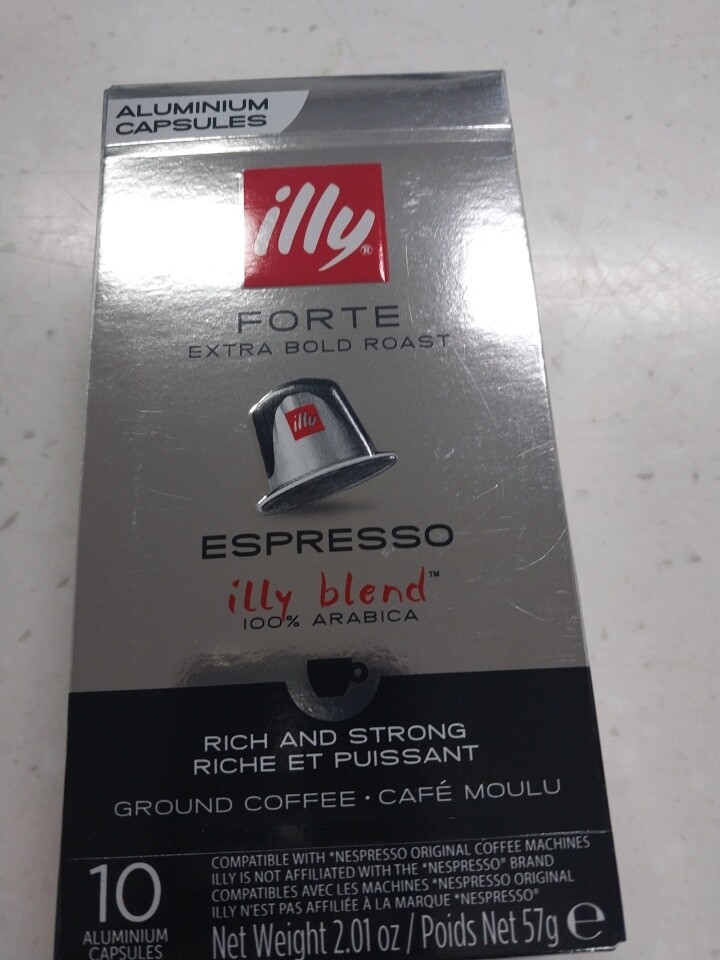 ALUMINIUM
CAPSULES
illy®
FORTE
EXTRA BOLD ROAST
illy
ESPRESSO
illy blend™
100% ARABICA
RICH AND STRONG
RICHE ET PUISSANT
GROUND COFFEE · CAFÉ MOULU
10
ALUMINIUM
CAPSULES
COMPATIBLE WITH *NESPRESSO ORIGINAL COFFEE MACHINES
ILLY IS NOT AFFILIATED WITH THE *NESPRESSO® BRAND
COMPATIBLES AVEC LES MACHINES *NESPRESSO ORIGINAL
ILLY N'EST PAS AFFILIÉE À LA MARQUE *NESPRESSO®
Net Weight 2.01 oz / Poids Net 57g ℮